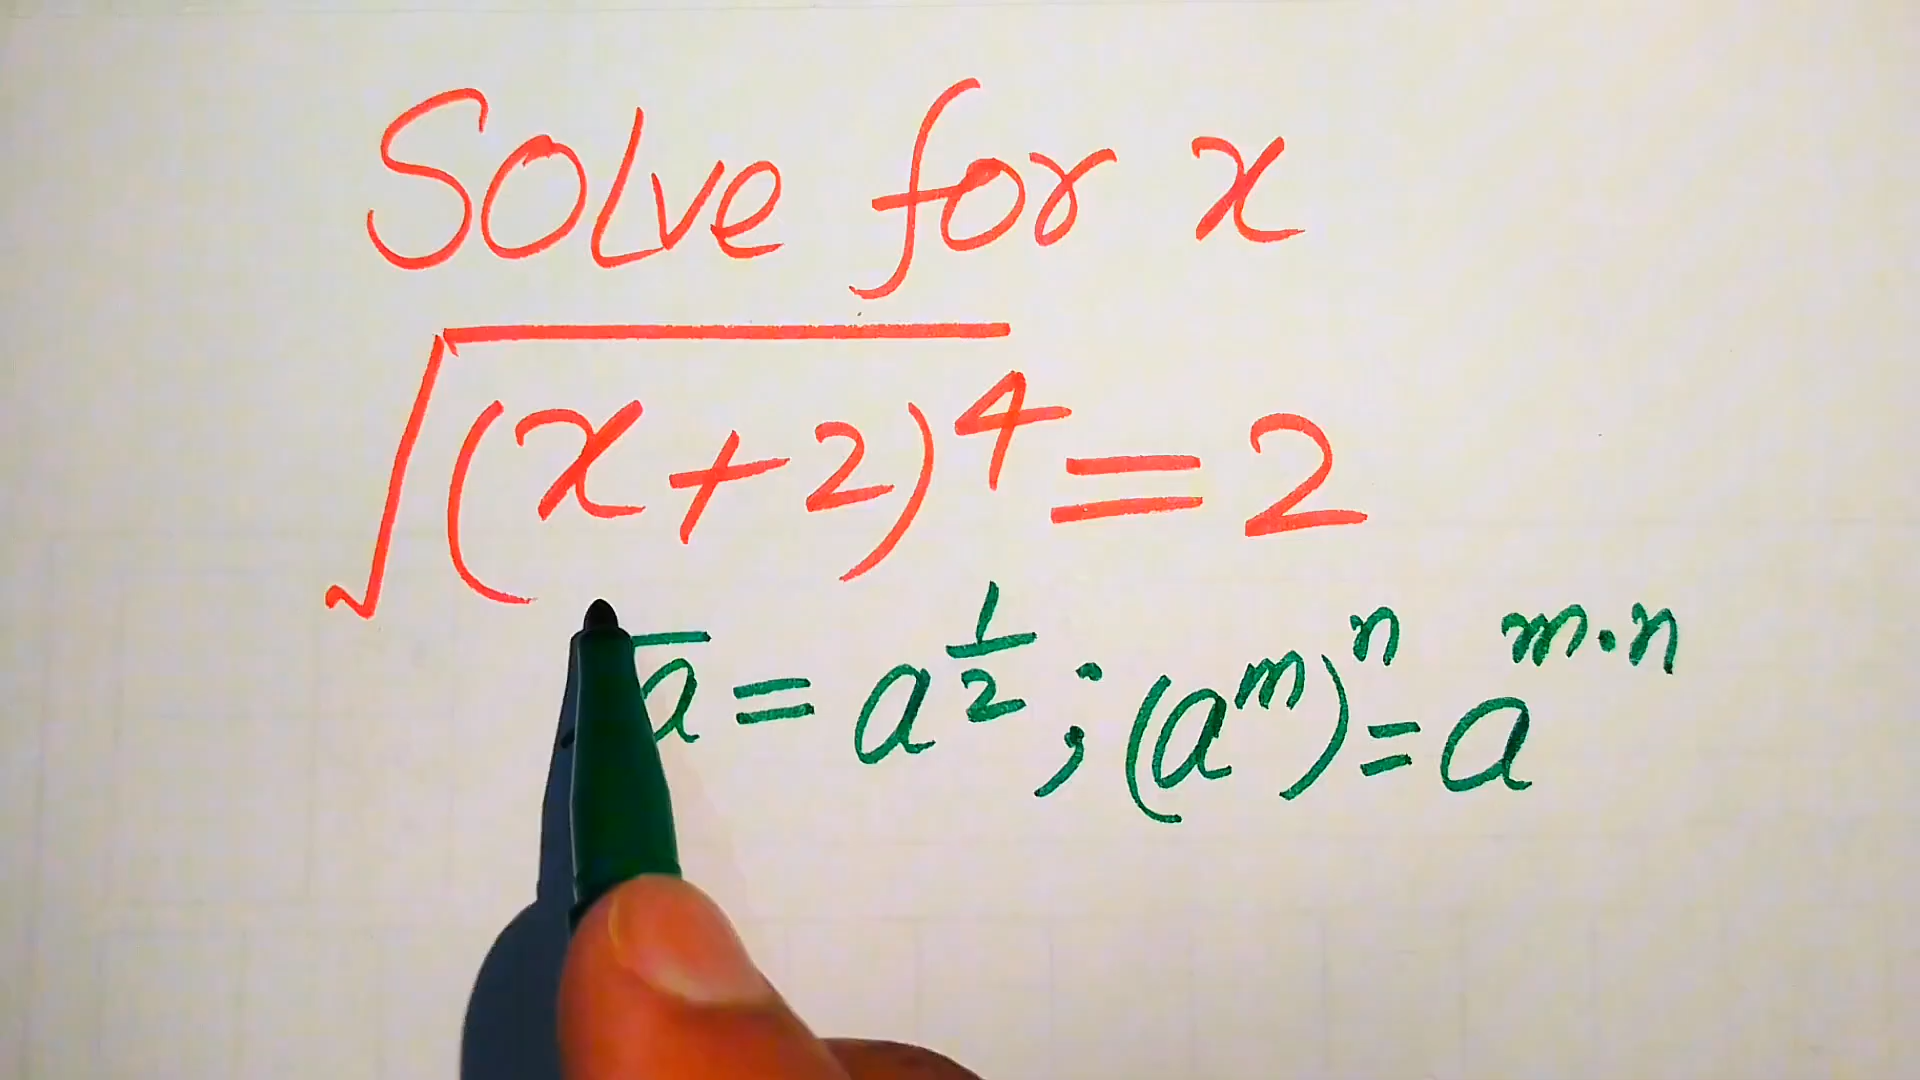 Solve for x
√(x+2)⁴ = 2
a = a^(1/2) ; (a^m)^n = a^(m·n)